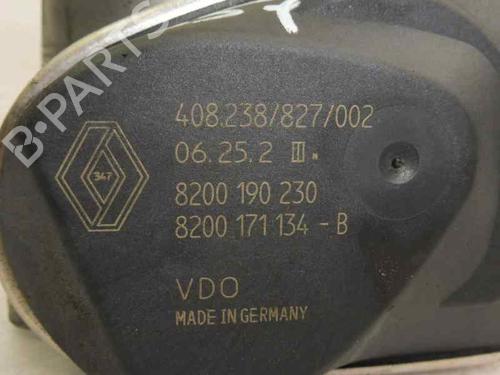 B-PARTS
408.238/827/002
06.25.2 III
347
8200 190 230
8200 171 134 - B
VDO
MADE IN GERMANY